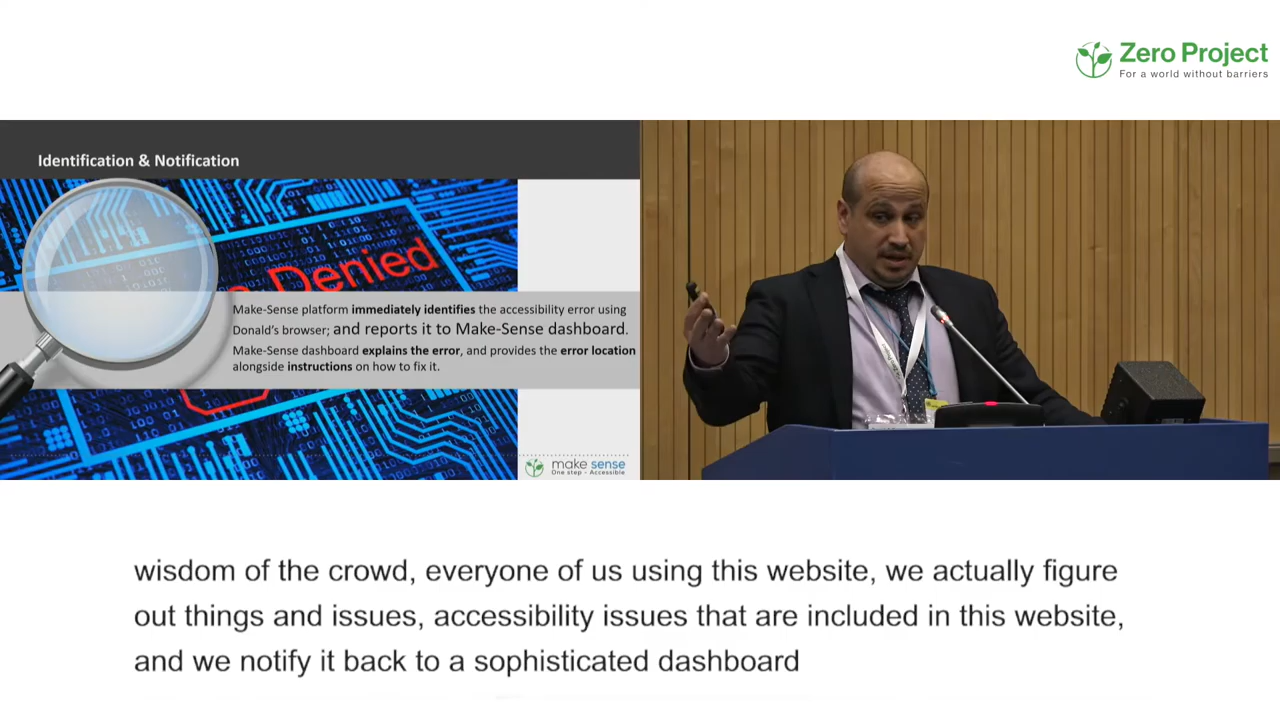 Zero Project
For a world without barriers
Identification & Notification
Denied
Make-Sense platform immediately identifies the accessibility error using
Donald's browser; and reports it to Make-Sense dashboard.
Make-Sense dashboard explains the error, and provides the error location
alongside instructions on how to fix it.
make sense
One step - Accessible
wisdom of the crowd, everyone of us using this website, we actually figure
out things and issues, accessibility issues that are included in this website,
and we notify it back to a sophisticated dashboard